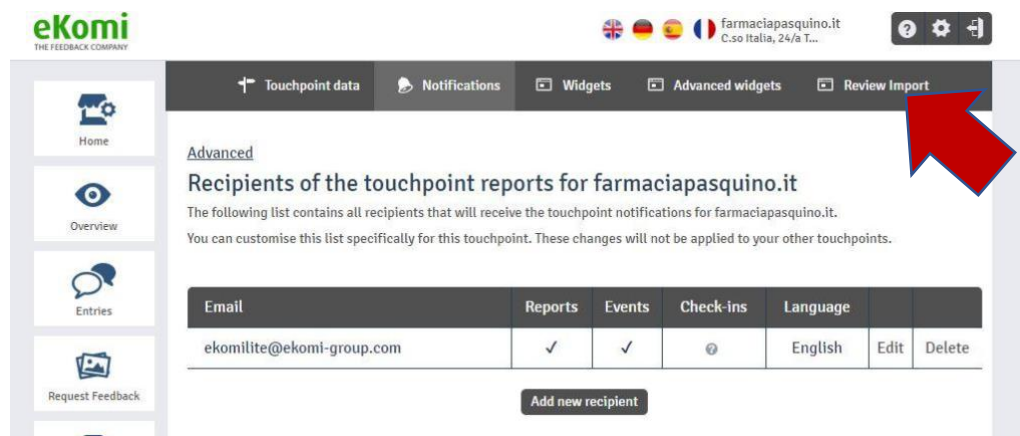 eKomi
THE FEEDBACK COMPANY
farmaciapasquino.it
C.so Italia, 24/a T...
Touchpoint data
Notifications
Widgets
Advanced widgets
Review Import
Home
Overview
Entries
Request Feedback
Advanced
Recipients of the touchpoint reports for farmaciapasquino.it
The following list contains all recipients that will receive the touchpoint notifications for farmaciapasquino.it.
You can customise this list specifically for this touchpoint. These changes will not be applied to your other touchpoints.
Email Reports Events Check-ins Language
ekomilite@ekomi-group.com ✓ ✓ ? English Edit Delete
Add new recipient